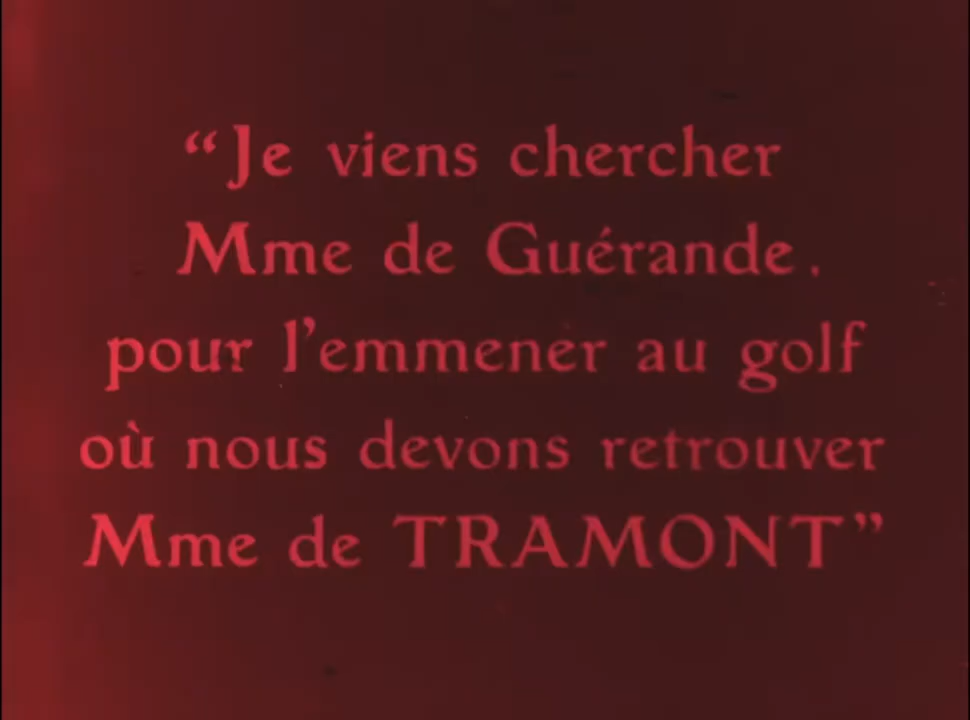 “Je viens chercher
Mme de Guérande,
pour l’emmener au golf
où nous devons retrouver
Mme de TRAMONT”